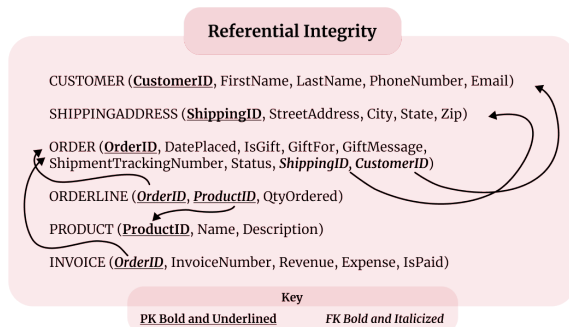 Referential Integrity
CUSTOMER (CustomerID, FirstName, LastName, PhoneNumber, Email)
SHIPPINGADDRESS (ShippingID, StreetAddress, City, State, Zip)
ORDER (OrderID, DatePlaced, IsGift, GiftFor, GiftMessage,
ShipmentTrackingNumber, Status, ShippingID, CustomerID)
ORDERLINE (OrderID, ProductID, QtyOrdered)
PRODUCT (ProductID, Name, Description)
INVOICE (OrderID, InvoiceNumber, Revenue, Expense, IsPaid)
Key
PK Bold and Underlined FK Bold and Italicized